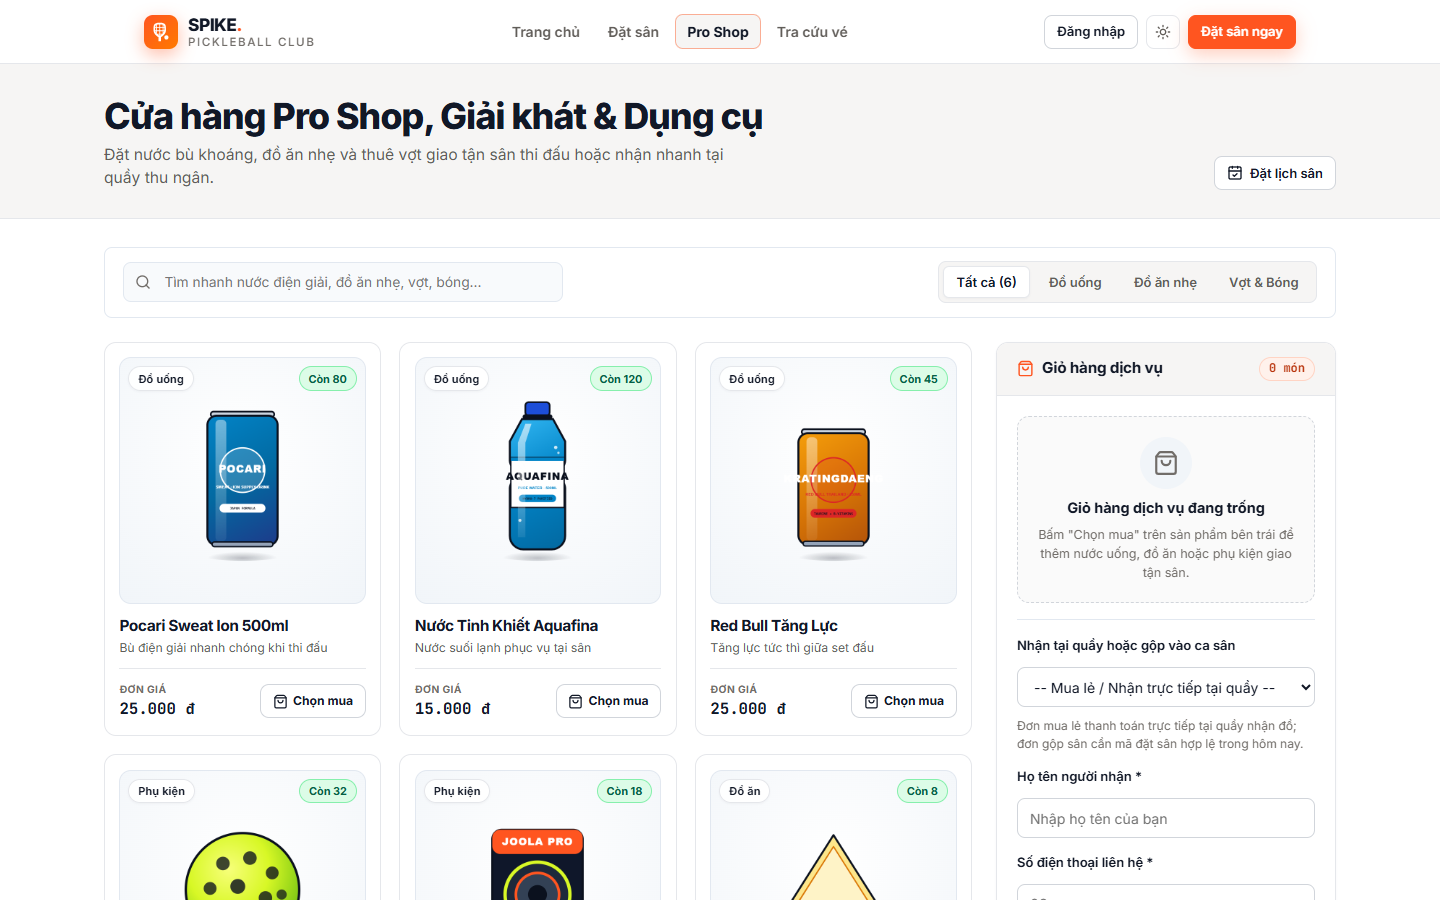 SPIKE.
PICKLEBALL CLUB
Trang chủ
Đặt sân
Pro Shop
Tra cứu vé
Đăng nhập
Đặt sân ngay
Cửa hàng Pro Shop, Giải khát & Dụng cụ
Đặt nước bù khoáng, đồ ăn nhẹ và thuê vợt giao tận sân thi đấu hoặc nhận nhanh tại
quầy thu ngân.
Đặt lịch sân
Tìm nhanh nước điện giải, đồ ăn nhẹ, vợt, bóng...
Tất cả (6)
Đồ uống
Đồ ăn nhẹ
Vợt & Bóng
Đồ uống
Còn 80
POCARI
Pocari Sweat Ion 500ml
Bù điện giải nhanh chóng khi thi đấu
ĐƠN GIÁ
25.000 đ
Chọn mua
Đồ uống
Còn 120
AQUAFINA
Nước Tinh Khiết Aquafina
Nước suối lạnh phục vụ tại sân
ĐƠN GIÁ
15.000 đ
Chọn mua
Đồ uống
Còn 45
RATINGDAEN
Red Bull Tăng Lực
Tăng lực tức thì giữa set đấu
ĐƠN GIÁ
25.000 đ
Chọn mua
Phụ kiện
Còn 32
Phụ kiện
Còn 18
JOOLA PRO
Đồ ăn
Còn 8
Giỏ hàng dịch vụ
0 món
Giỏ hàng dịch vụ đang trống
Bấm "Chọn mua" trên sản phẩm bên trái để
thêm nước uống, đồ ăn hoặc phụ kiện giao
tận sân.
Nhận tại quầy hoặc gộp vào ca sân
-- Mua lẻ / Nhận trực tiếp tại quầy --
Đơn mua lẻ thanh toán trực tiếp tại quầy nhận đồ;
đơn gộp sân cần mã đặt sân hợp lệ trong hôm nay.
Họ tên người nhận *
Nhập họ tên của bạn
Số điện thoại liên hệ *